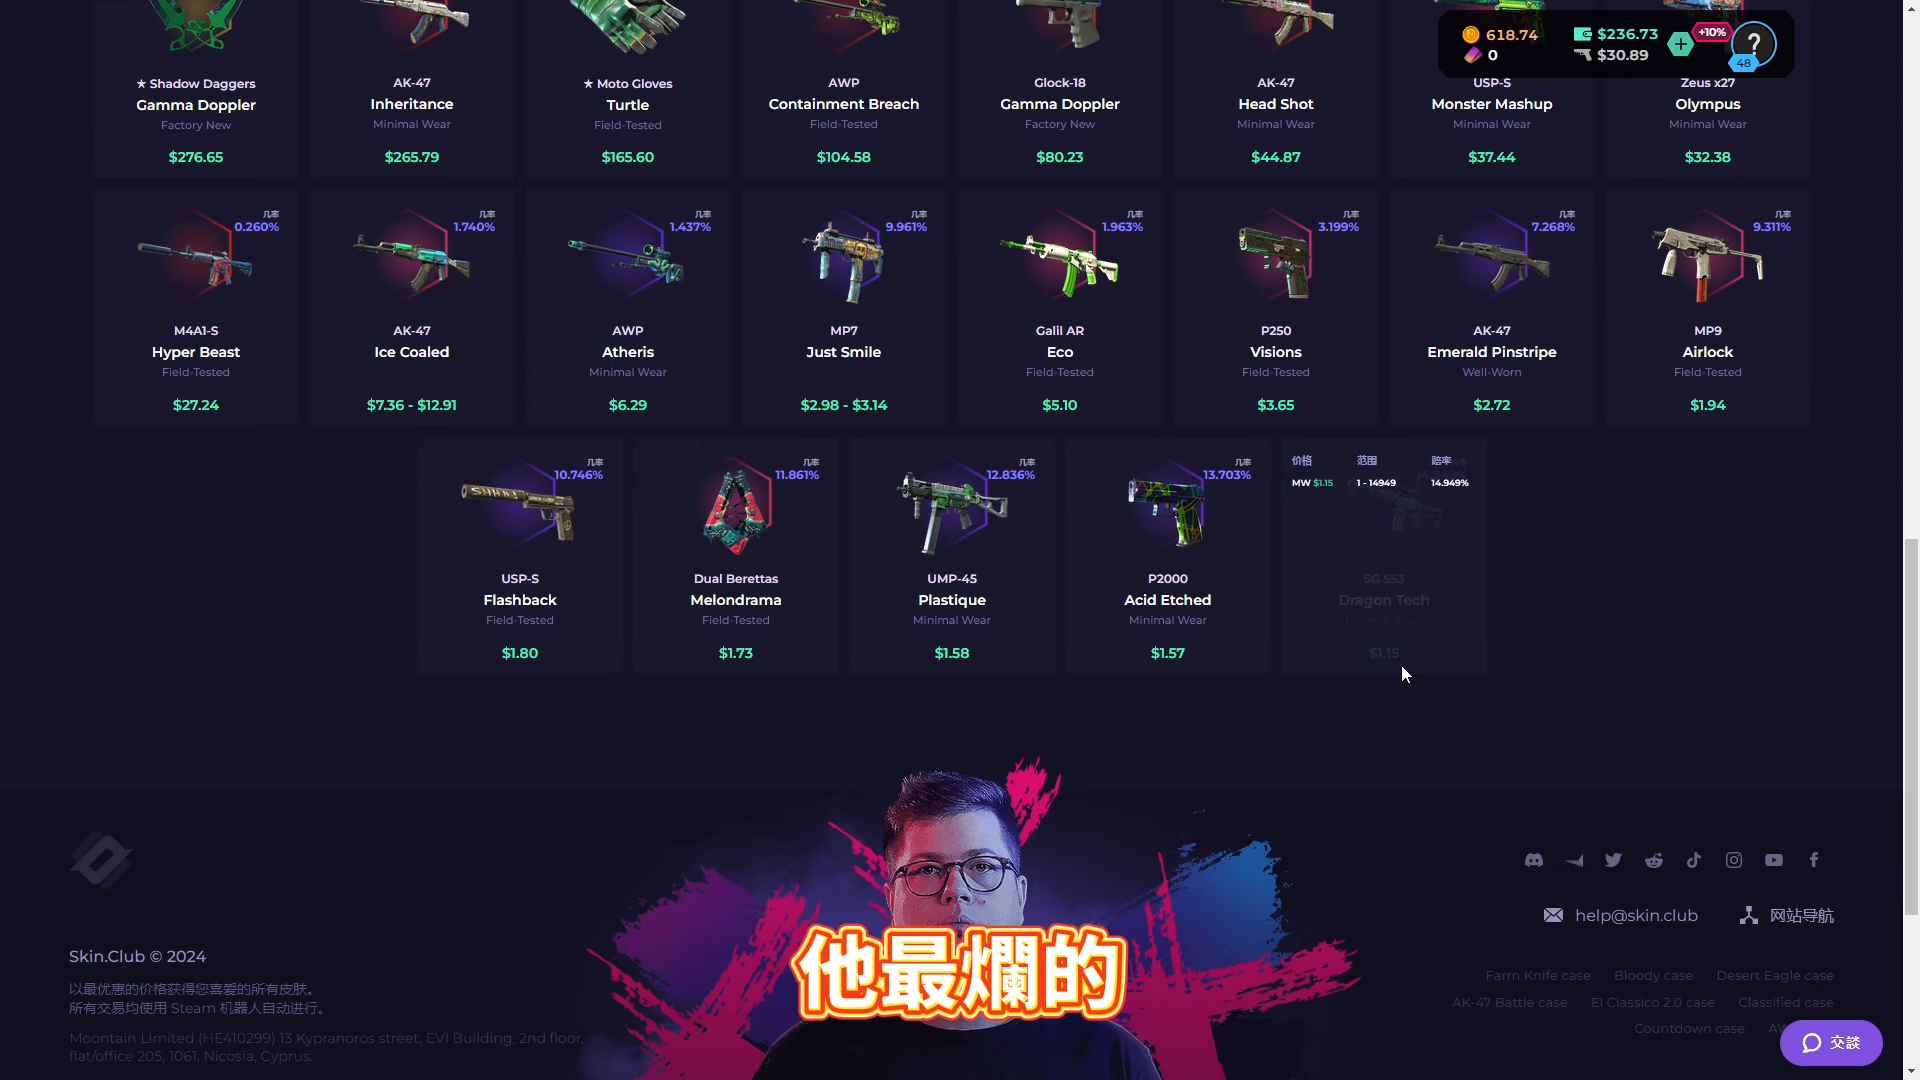 618.74
$236.73
+10%
0
$30.89
48
★ Shadow Daggers
Gamma Doppler
Factory New
$276.65
AK-47
Inheritance
Minimal Wear
$265.79
★ Moto Gloves
Turtle
Field-Tested
$165.60
AWP
Containment Breach
Field-Tested
$104.58
Glock-18
Gamma Doppler
Factory New
$80.23
AK-47
Head Shot
Minimal Wear
$44.87
USP-S
Monster Mashup
Minimal Wear
$37.44
Zeus x27
Olympus
Minimal Wear
$32.38
几率
0.260%
M4A1-S
Hyper Beast
Field-Tested
$27.24
几率
1.740%
AK-47
Ice Coaled
$7.36 - $12.91
几率
1.437%
AWP
Atheris
Minimal Wear
$6.29
几率
9.961%
MP7
Just Smile
$2.98 - $3.14
几率
1.963%
Galil AR
Eco
Field-Tested
$5.10
几率
3.199%
P250
Visions
Field-Tested
$3.65
几率
7.268%
AK-47
Emerald Pinstripe
Well-Worn
$2.72
几率
9.311%
MP9
Airlock
Field-Tested
$1.94
几率
10.746%
USP-S
Flashback
Field-Tested
$1.80
几率
11.861%
Dual Berettas
Melondrama
Field-Tested
$1.73
几率
12.836%
UMP-45
Plastique
Minimal Wear
$1.58
几率
13.703%
P2000
Acid Etched
Minimal Wear
$1.57
价格 范围 赔率
MW $1.15 1 - 14949 14.949%
SG 553
Dragon Tech
Minimal Wear
$1.15
他最爛的
Skin.Club © 2024
以最优惠的价格获得您喜爱的所有皮肤。
所有交易均使用 Steam 机器人自动进行。
Moontain Limited (HE410299) 13 Kypranoros street, EVI Building, 2nd floor,
flat/office 205, 1061, Nicosia, Cyprus.
help@skin.club 网站导航
Farm Knife case Bloody case Desert Eagle case
AK-47 Battle case El Classico 2.0 case Classified case
Countdown case
交談